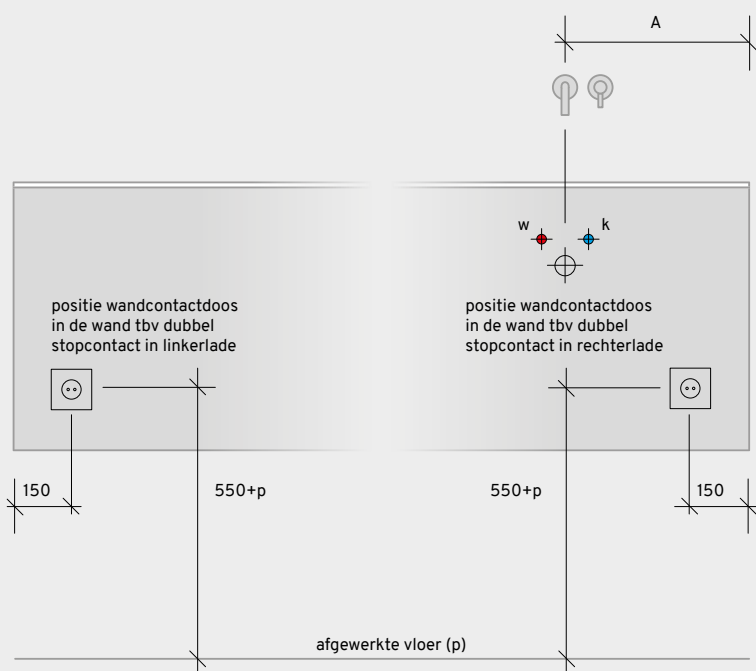 A
w
k
positie wandcontactdoos
in de wand tbv dubbel
stopcontact in linkerlade
positie wandcontactdoos
in de wand tbv dubbel
stopcontact in rechterlade
150
550+p
550+p
150
afgewerkte vloer (p)